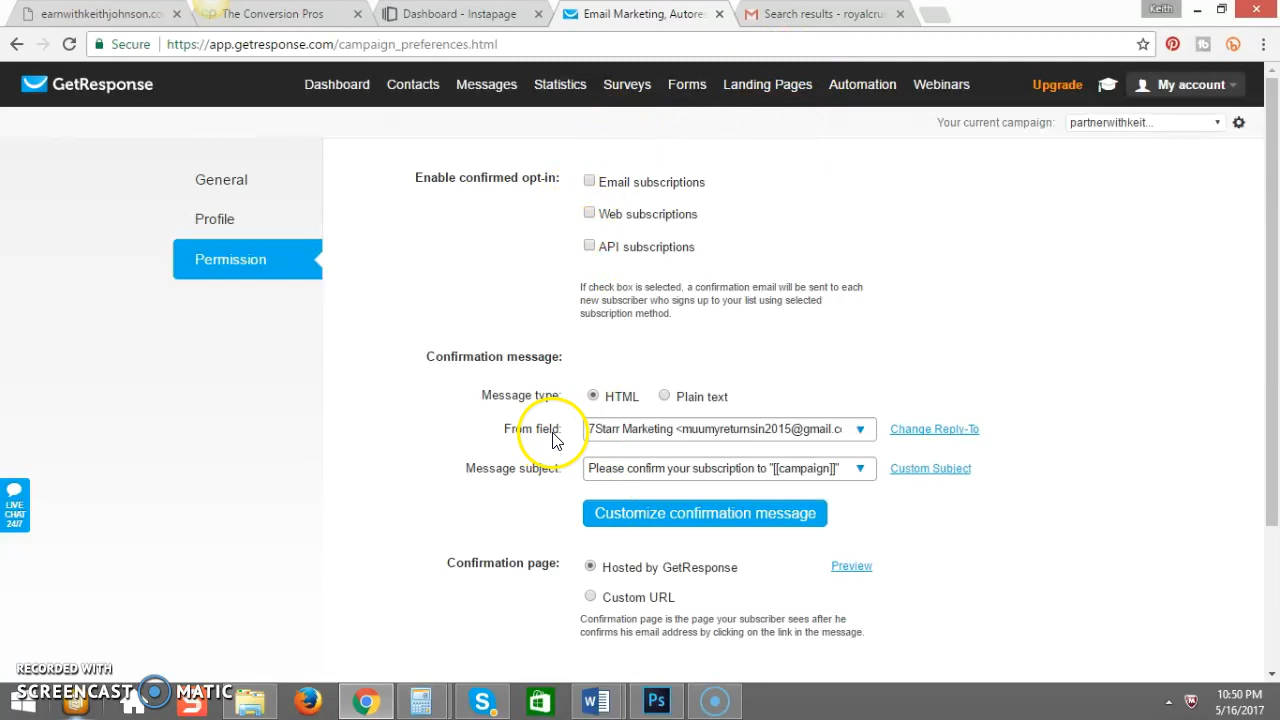 earnwithkeithjohnson.co
The Conversion Pros
Dashboard - Instapage
Email Marketing, Autores
Search results - royalcru
Keith
Secure
https://app.getresponse.com/campaign_preferences.html
GetResponse
Dashboard
Contacts
Messages
Statistics
Surveys
Forms
Landing Pages
Automation
Webinars
Upgrade
My account
Your current campaign:
partnerwithkeit...
General
Profile
Permission
Enable confirmed opt-in:
Email subscriptions
Web subscriptions
API subscriptions
If check box is selected, a confirmation email will be sent to each
new subscriber who signs up to your list using selected
subscription method.
Confirmation message:
Message type:
HTML
Plain text
From field:
7Starr Marketing <muumyreturnsin2015@gmail.co
Change Reply-To
Message subject:
Please confirm your subscription to "[[campaign]]"
Custom Subject
Customize confirmation message
Confirmation page:
Hosted by GetResponse
Preview
Custom URL
Confirmation page is the page your subscriber sees after he
confirms his email address by clicking on the link in the message.
LIVE
CHAT
24/7
RECORDED WITH
SCREENCAST MATIC
10:50 PM
5/16/2017